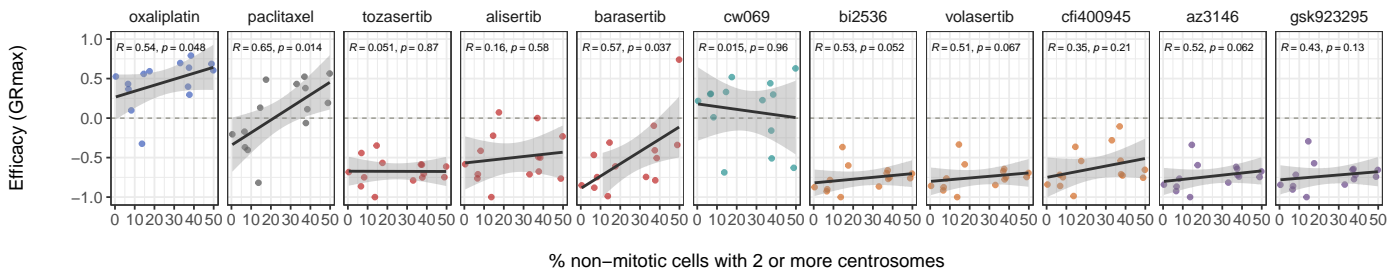 oxaliplatin paclitaxel tozasertib alisertib barasertib cw069 bi2536 volasertib cfi400945 az3146 gsk923295
R = 0.54, p = 0.048 R = 0.65, p = 0.014 R = 0.051, p = 0.87 R = 0.16, p = 0.58 R = 0.57, p = 0.037 R = 0.015, p = 0.96 R = 0.53, p = 0.052 R = 0.51, p = 0.067 R = 0.35, p = 0.21 R = 0.52, p = 0.062 R = 0.43, p = 0.13
Efficacy (GRmax)
1.0
0.5
0.0
−0.5
−1.0
0 10 20 30 40 50 0 10 20 30 40 50 0 10 20 30 40 50 0 10 20 30 40 50 0 10 20 30 40 50 0 10 20 30 40 50 0 10 20 30 40 50 0 10 20 30 40 50 0 10 20 30 40 50 0 10 20 30 40 50 0 10 20 30 40 50
% non−mitotic cells with 2 or more centrosomes